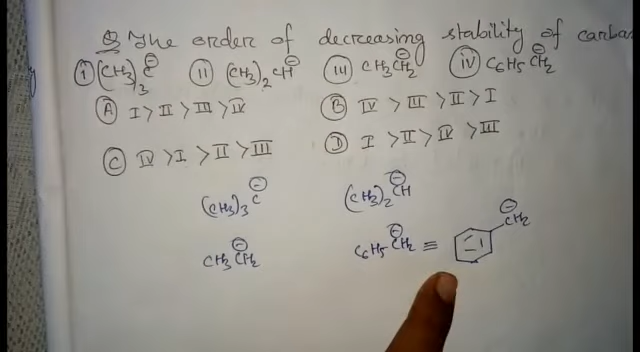 Q The order of decreasing stability of
I (CH3)3C⊖ II (CH3)2CH⊖ III CH3CH2⊖ IV C6H5CH2⊖
A I > II > III > IV B IV > III > II > I
C IV > I > II > III D I > II > IV > III
(CH3)3C⊖ (CH3)2CH⊖
CH3CH2⊖ C6H5CH2⊖ ≡ CH2⊖